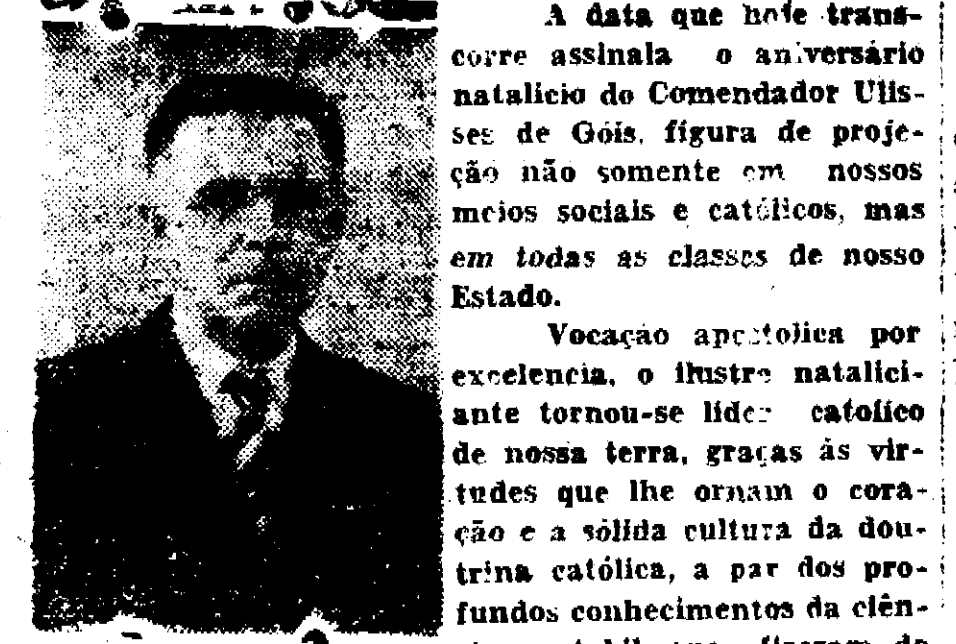 A data que hoje trans-
corre assinala o aniversário
natalicio do Comendador Ulis-
ses de Góis, figura de proje-
ção não somente em nossos
meios sociais e católicos, mas
em todas as classes de nosso
Estado.
Vocação apostolica por
excelencia, o ilustre natalici-
ante tornou-se lider catolico
de nossa terra, graças ás vir-
tudes que lhe ornam o cora-
ção e a sólida cultura da dou-
trina católica, a par dos pro-
fundos conhecimentos da ciên-